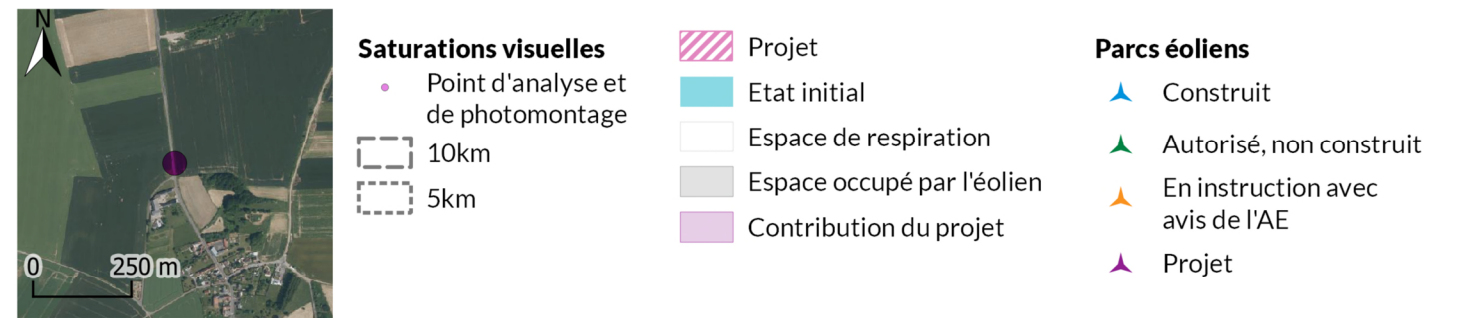 N
0 250 m
Saturations visuelles
Point d'analyse et
de photomontage
10km
5km
Projet
Etat initial
Espace de respiration
Espace occupé par l'éolien
Contribution du projet
Parcs éoliens
Construit
Autorisé, non construit
En instruction avec
avis de l'AE
Projet